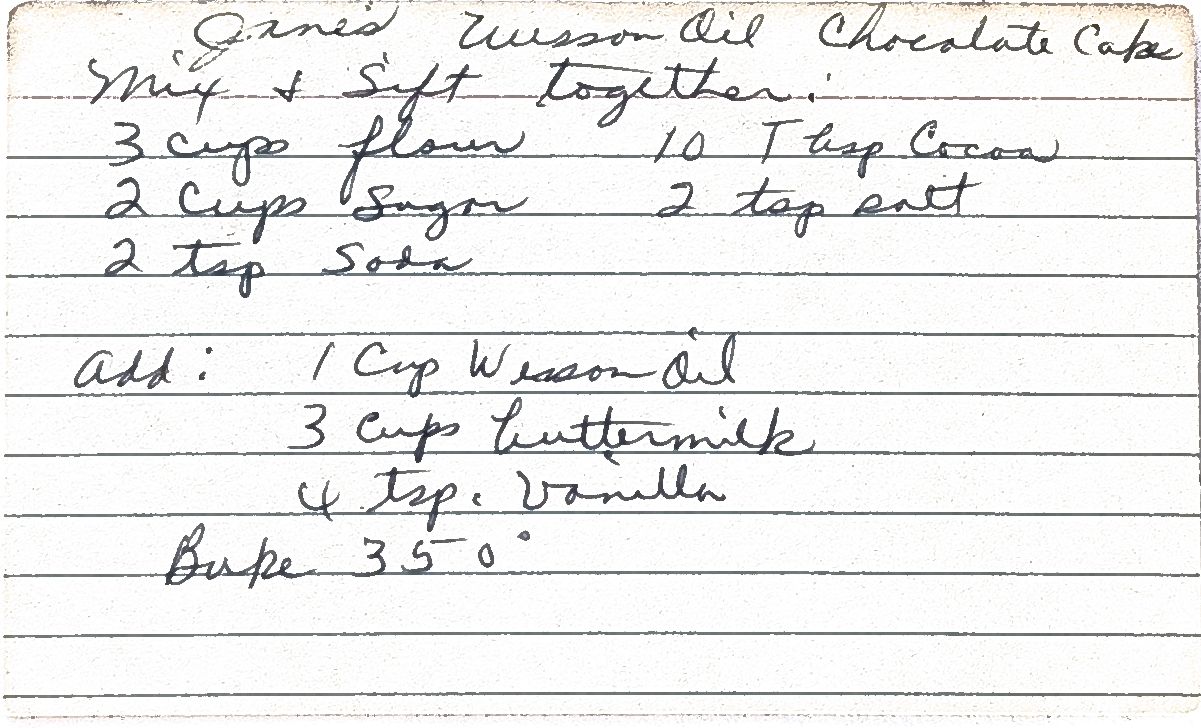 Jane's Wesson Oil Chocolate Cake
Mix & Sift together:
3 cups flour 10 Tbsp Cocoa
2 Cups Sugar 2 tsp salt
2 tsp Soda
Add: 1 Cup Wesson Oil
3 cups buttermilk
4 tsp. Vanilla
Bake 350°